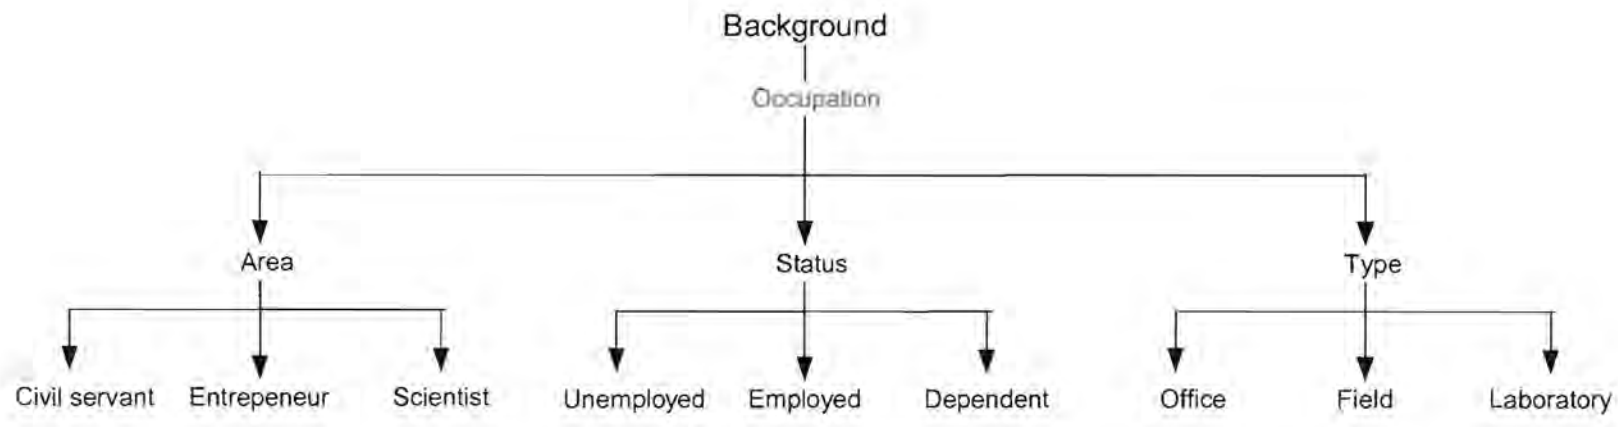 Background
Occupation
Area Status Type
Civil servant Entrepeneur Scientist Unemployed Employed Dependent Office Field Laboratory